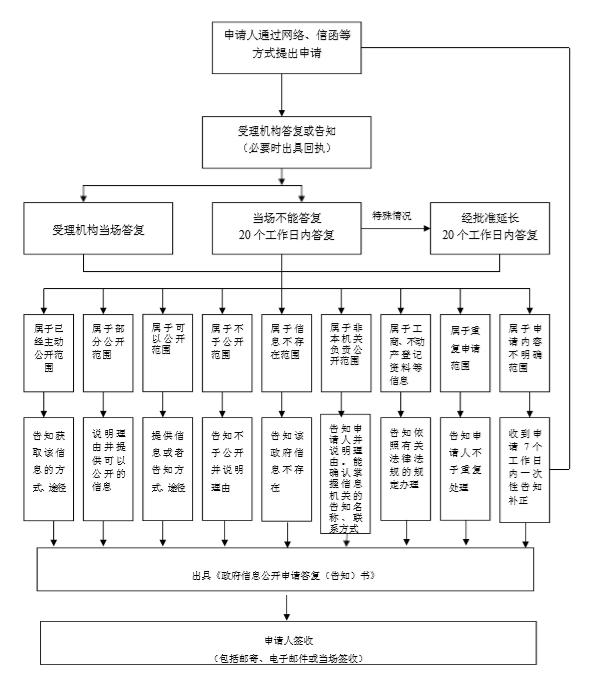 申请人通过网络、信函等
方式提出申请
受理机构答复或告知
（必要时出具回执）
受理机构当场答复
当场不能答复
20个工作日内答复
特殊情况
经批准延长
20个工作日内答复
属于已
经主动
公开范
围
属于部
分公开
范围
属于可
以公开
范围
属于不
予公开
范围
属于信
息不存
在范围
属于非
本机关
负责公
开范围
属于工
商、不动
产登记
资料等
信息
属于重
复申请
范围
属于申
请内容
不明确
范围
告知获
取该信
息的方
式、途径
说明理
由并提
供可以
公开的
信息
提供信
息或者
告知方
式、途径
告知不
予公开
并说明
理由
告知该
政府信
息不存
在
告知申
请人并
说明理
由。能
确认掌
握信息
机关的
告知名
称、联
系方式
告知依
照有关
法律法
规的规
定办理
告知申
请人不
予重复
处理
收到申
请7个
工作日
内一次
性告知
补正
出具《政府信息公开申请答复（告知）书》
申请人签收
（包括邮寄、电子邮件或当场签收）